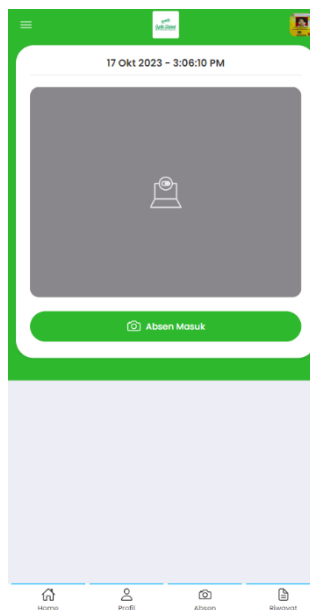 17 Okt 2023 - 3:06:10 PM
Absen Masuk
Home
Profil
Absen
Riwayat